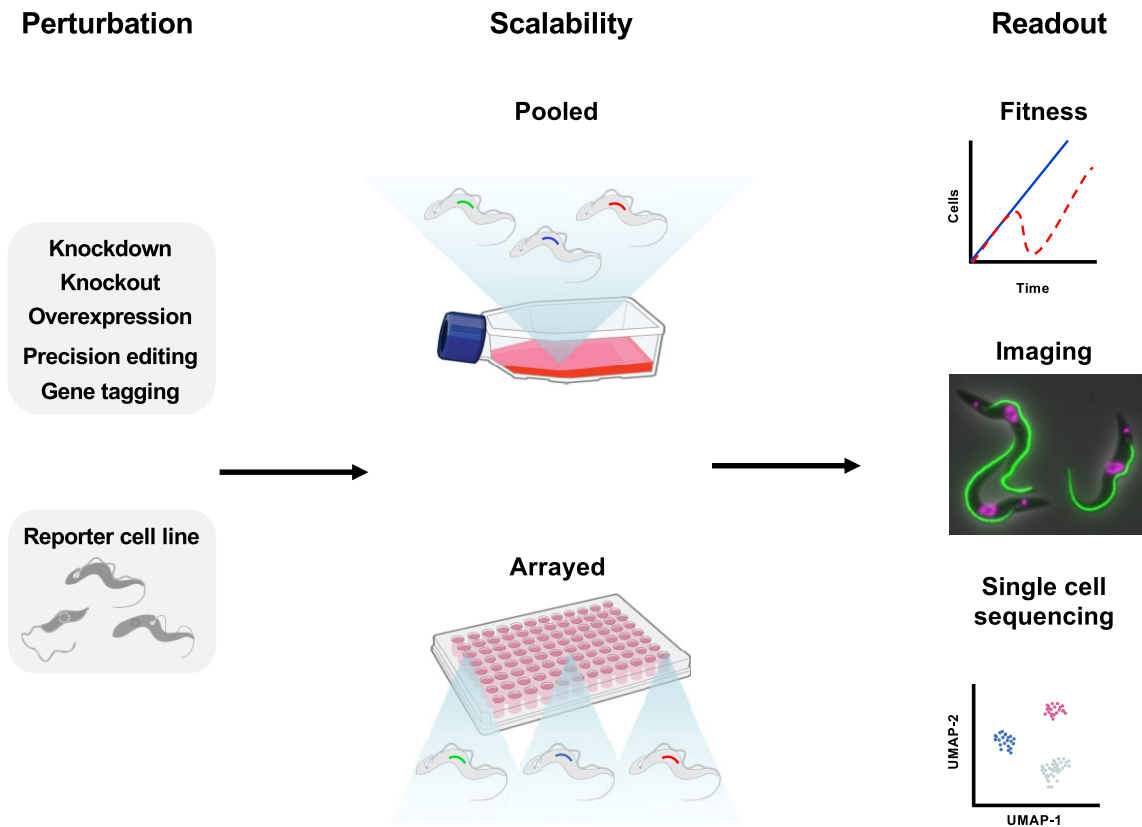 Perturbation
Scalability
Readout
Knockdown
Knockout
Overexpression
Precision editing
Gene tagging
Reporter cell line
Pooled
Arrayed
Fitness
Cells
Time
Imaging
Single cell
sequencing
UMAP-2
UMAP-1